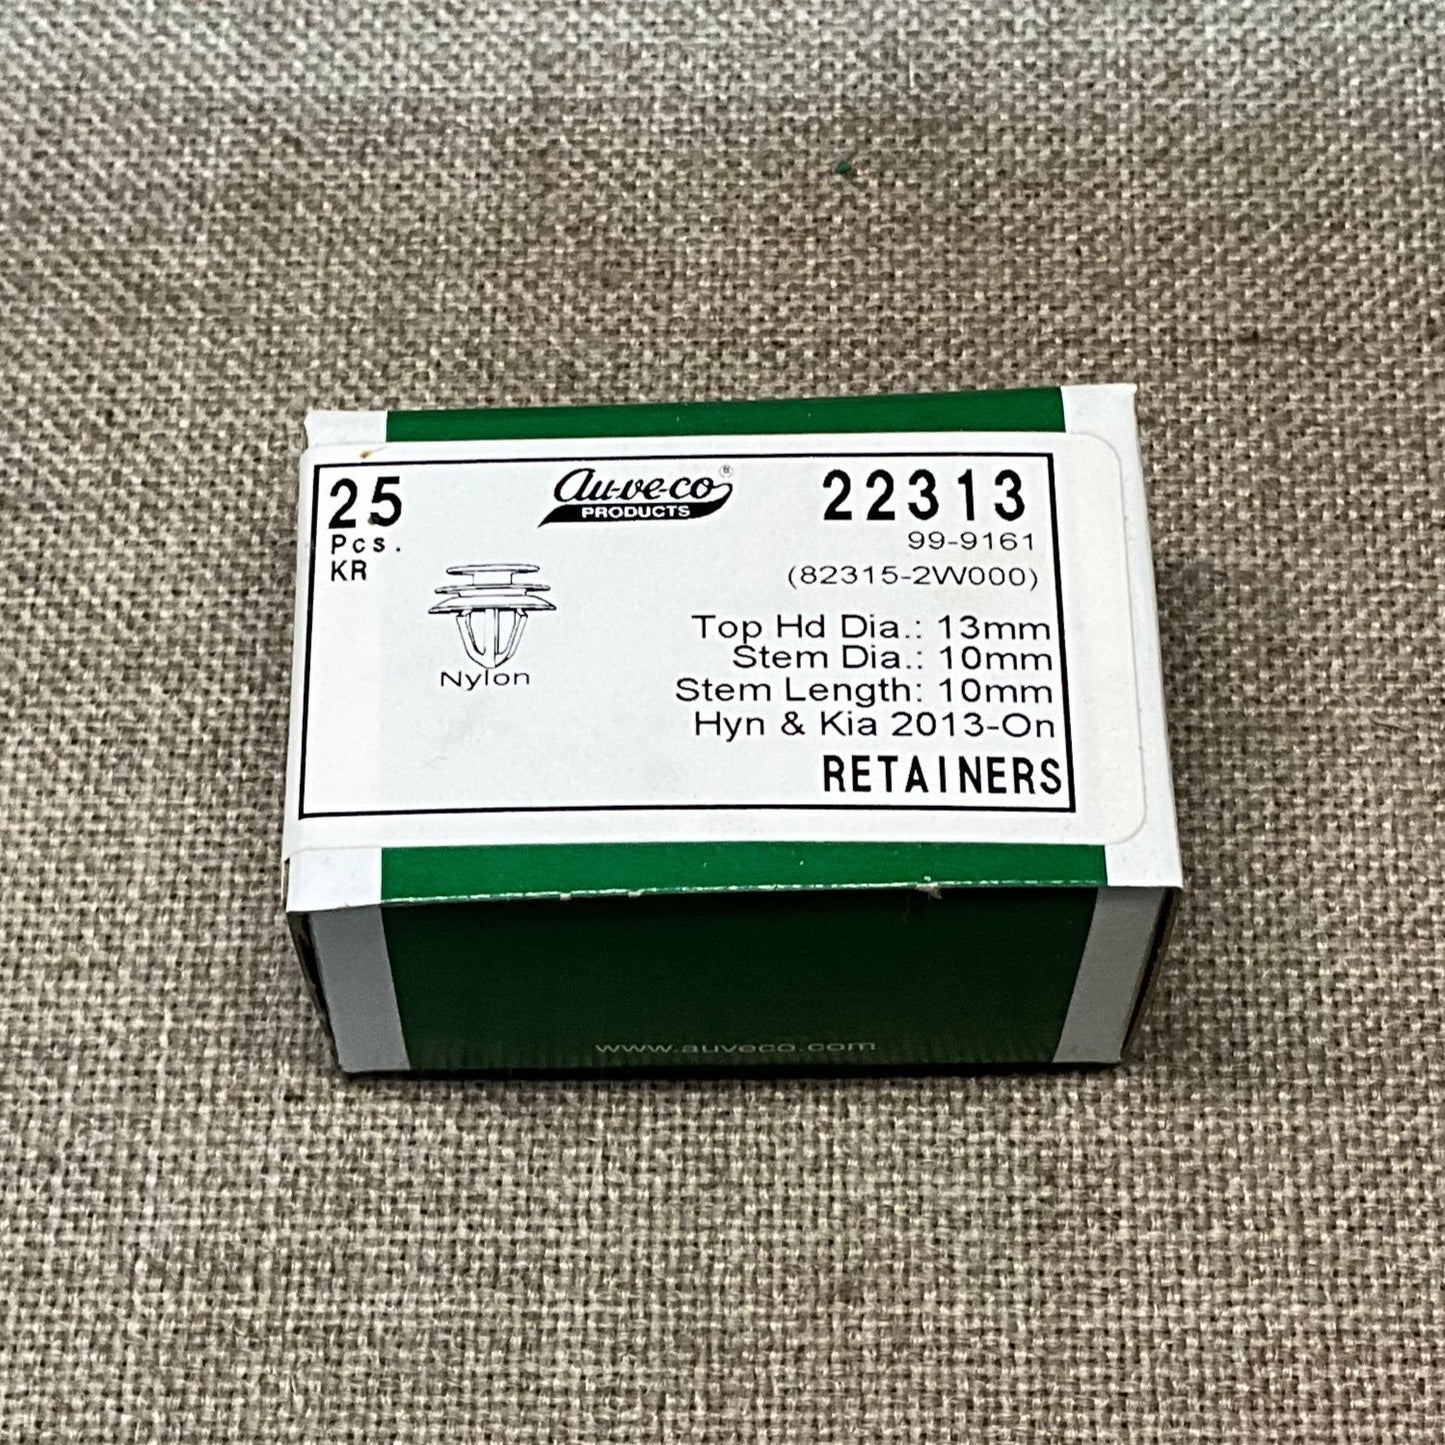 25
Pcs.
KR
au-ve-co®
PRODUCTS
22313
99-9161
(82315-2W000)
Nylon
Top Hd Dia.: 13mm
Stem Dia.: 10mm
Stem Length: 10mm
Hyn & Kia 2013-On
RETAINERS
www.auveco.com